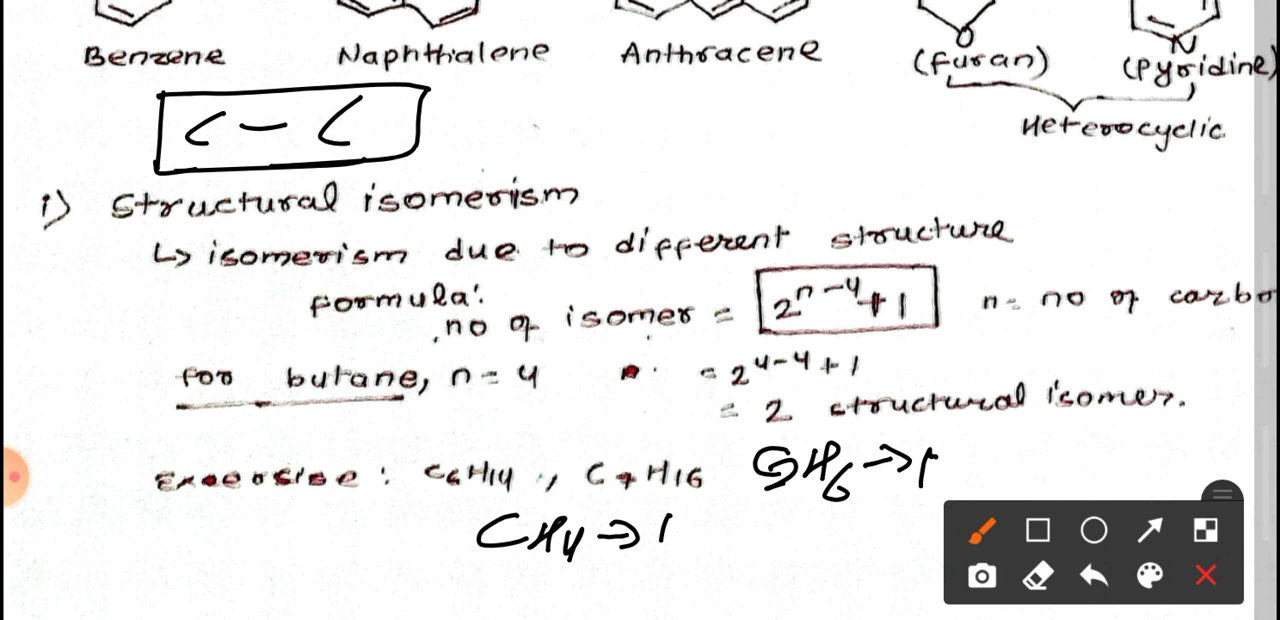 Benzene Naphthalene Anthracene (furan) (Pyridine)
Heterocyclic
C - C
i) Structural isomerism
↳ isomerism due to different structure
formula:
no of isomer = 2^{n-4}+1 n = no of carbo
for butane, n = 4 = 2^{4-4}+1
= 2 structural isomer.
Exercise : C6H14, C7H16 C2H6 → 1
CH4 → 1